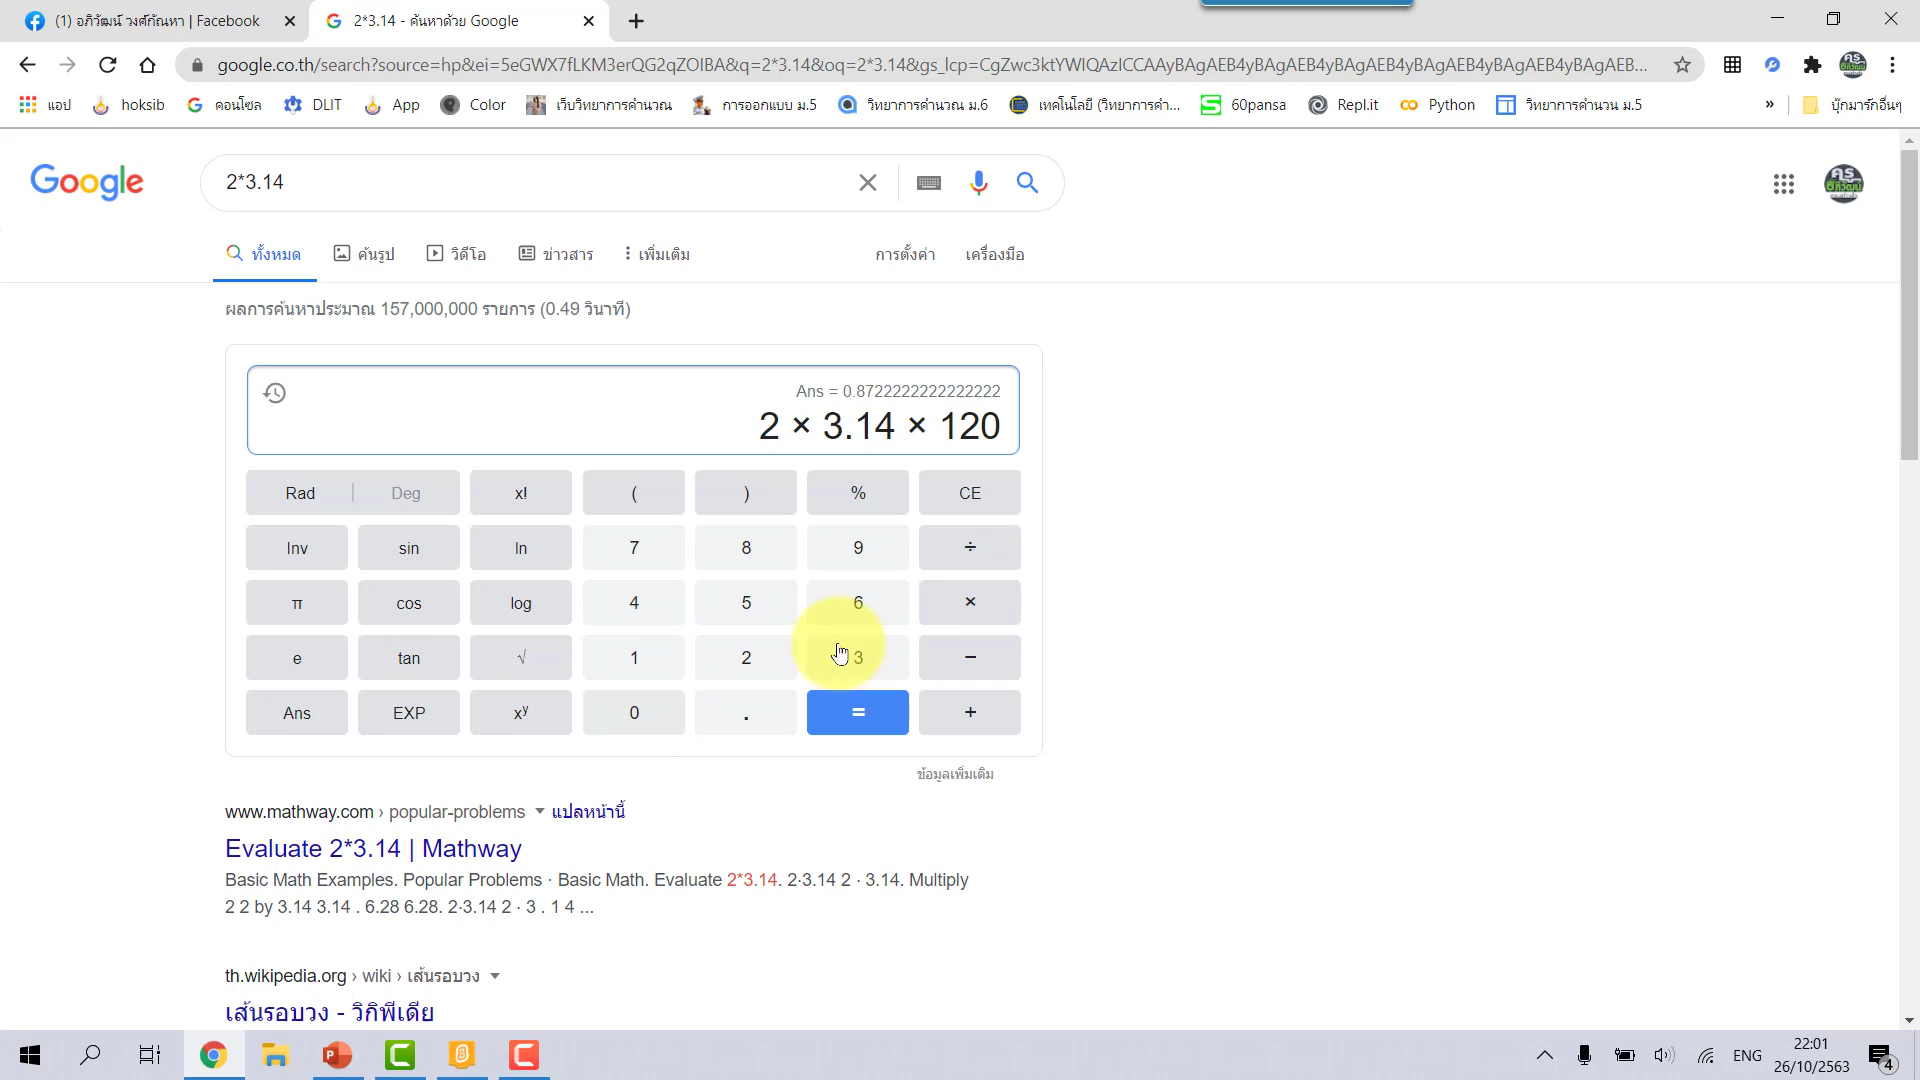 (1) อภิวัฒน์ วงศ์กัณหา | Facebook
2*3.14 - ค้นหาด้วย Google
google.co.th/search?source=hp&ei=5eGWX7fLKM3erQG2qZOIBA&q=2*3.14&oq=2*3.14&gs_lcp=CgZwc3ktYWIQAzICCAAyBAgAEB4yBAgAEB4yBAgAEB4yBAgAEB4yBAgAEB4yBAgAEB4yBAgAEB...
แอป hoksib คอนโซล DLIT App Color เว็บวิทยาการคำนวณ การออกแบบ ม.5 วิทยาการคำนวณ ม.6 เทคโนโลยี (วิทยาการคำ... 60pansa Repl.it Python วิทยาการคำนวน ม.5 » บุ๊กมาร์กอื่นๆ
Google
2*3.14
ทั้งหมด ค้นรูป วิดีโอ ข่าวสาร เพิ่มเติม การตั้งค่า เครื่องมือ
ผลการค้นหาประมาณ 157,000,000 รายการ (0.49 วินาที)
Ans = 0.8722222222222222
2 × 3.14 × 120
Rad | Deg x! ( ) % CE
Inv sin ln 7 8 9 ÷
π cos log 4 5 6 ×
e tan √ 1 2 3 −
Ans EXP xʸ 0 . = +
ข้อมูลเพิ่มเติม
www.mathway.com › popular-problems แปลหน้านี้
Evaluate 2*3.14 | Mathway
Basic Math Examples. Popular Problems · Basic Math. Evaluate 2*3.14. 2⋅3.14 2 ⋅ 3.14. Multiply
2 2 by 3.14 3.14 . 6.28 6.28. 2⋅3.14 2 ⋅ 3 . 1 4 ...
th.wikipedia.org › wiki › เส้นรอบวง
เส้นรอบวง - วิกิพีเดีย
ENG
22:01
26/10/2563
4